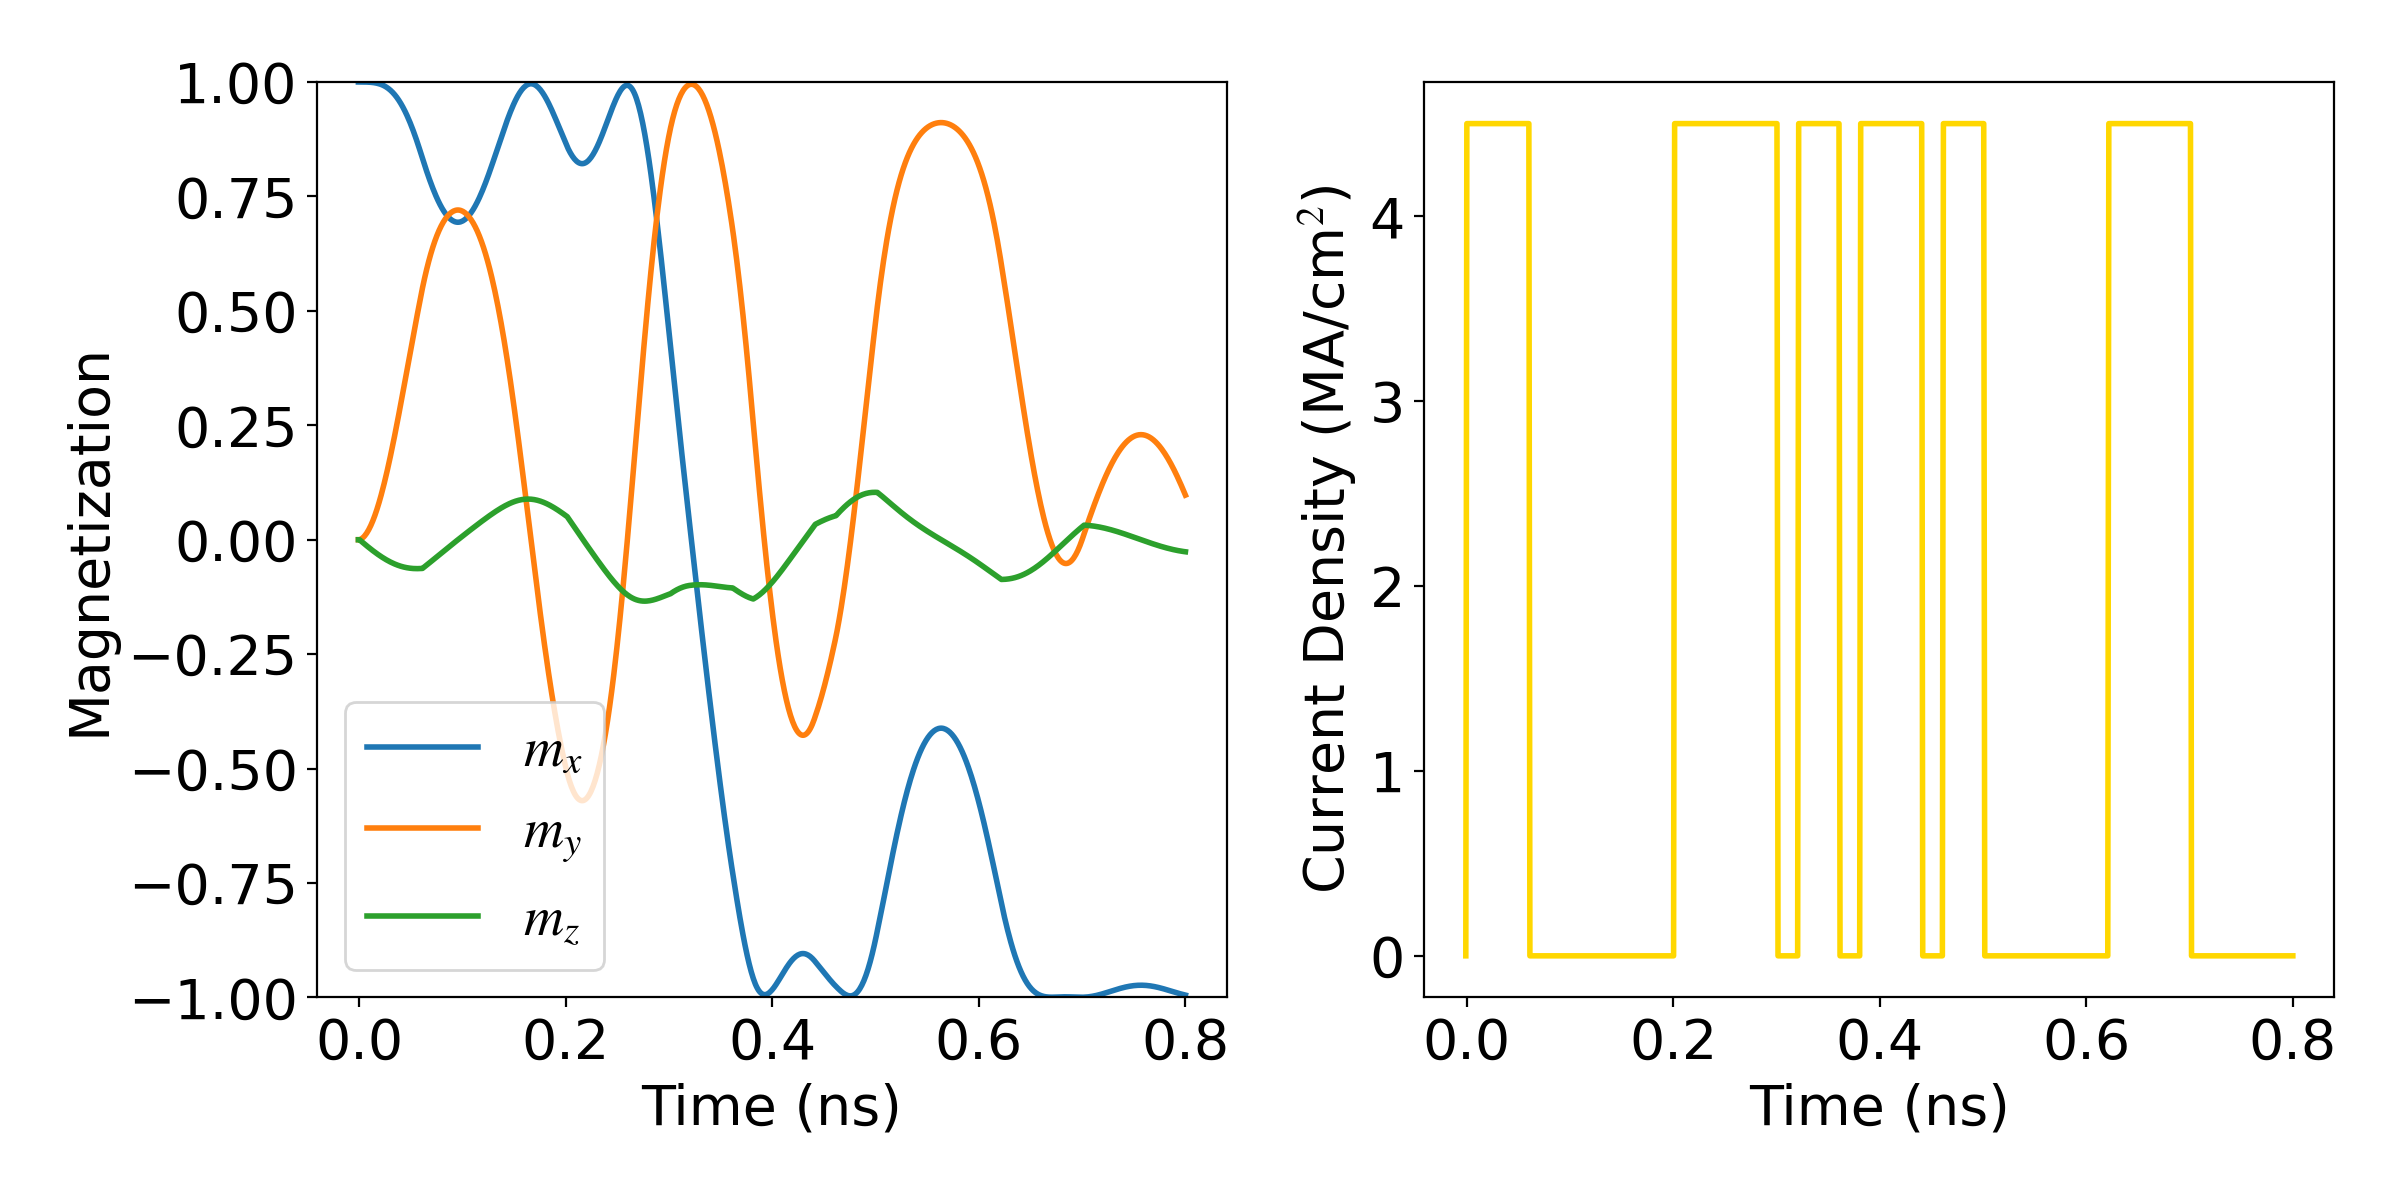 1.00
0.75
0.50
0.25
0.00
−0.25
−0.50
−0.75
−1.00
Magnetization
m_x
m_y
m_z
0.0 0.2 0.4 0.6 0.8
Time (ns)
4
3
2
1
0
Current Density (MA/cm²)
0.0 0.2 0.4 0.6 0.8
Time (ns)